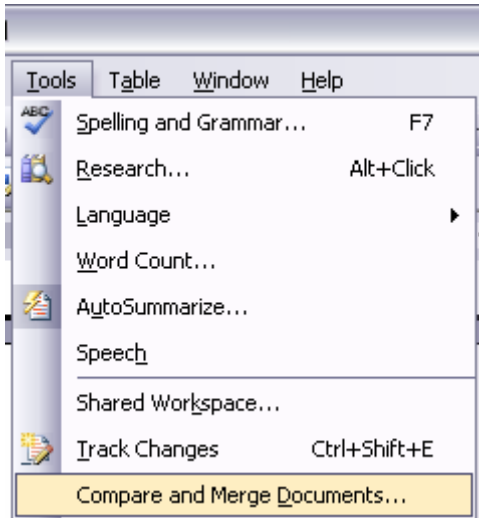 Tools Table Window Help
ABC Spelling and Grammar... F7
Research... Alt+Click
Language
Word Count...
AutoSummarize...
Speech
Shared Workspace...
Track Changes Ctrl+Shift+E
Compare and Merge Documents...